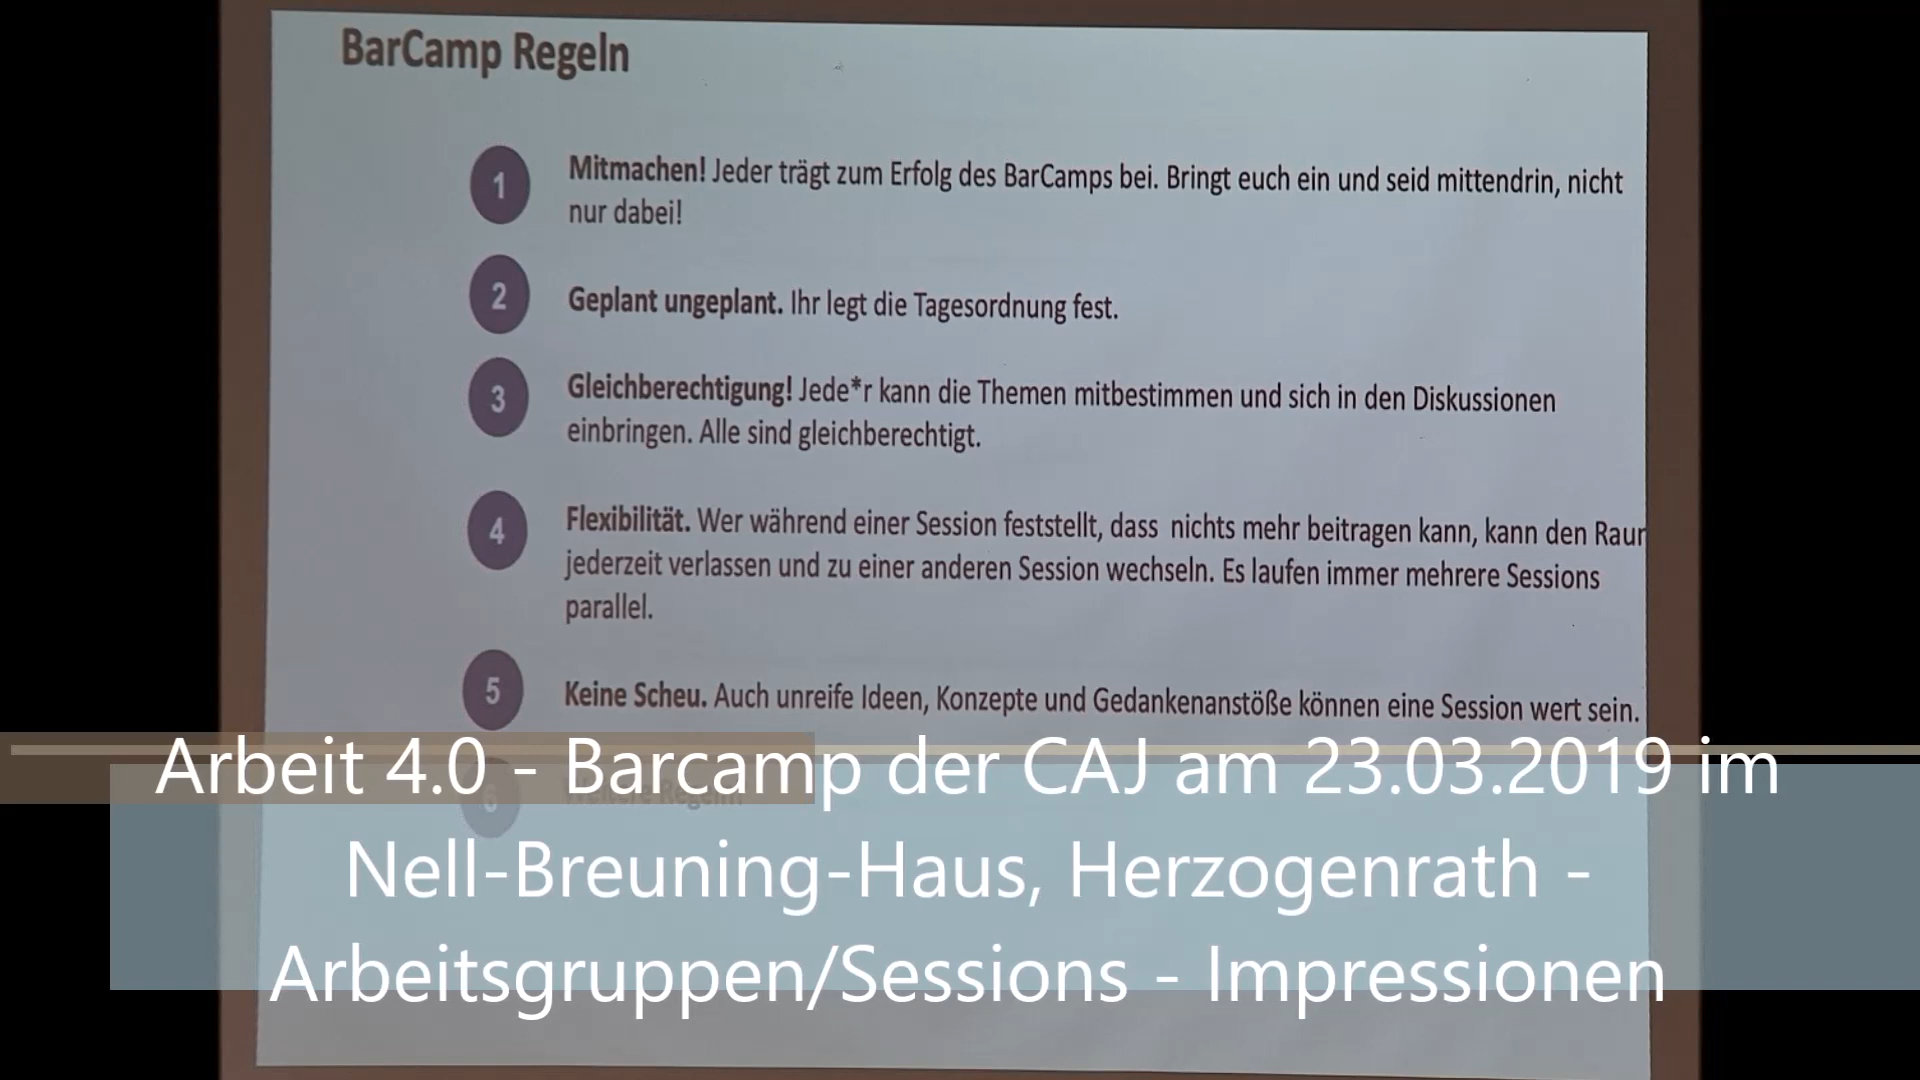 BarCamp Regeln
1
Mitmachen! Jeder trägt zum Erfolg des BarCamps bei. Bringt euch ein und seid mittendrin, nicht
nur dabei!
2
Geplant ungeplant. Ihr legt die Tagesordnung fest.
3
Gleichberechtigung! Jede*r kann die Themen mitbestimmen und sich in den Diskussionen
einbringen. Alle sind gleichberechtigt.
4
Flexibilität. Wer während einer Session feststellt, dass nichts mehr beitragen kann, kann den
jederzeit verlassen und zu einer anderen Session wechseln. Es laufen immer mehrere Sessions
parallel.
5
Keine Scheu. Auch unreife Ideen, Konzepte und Gedankenanstöße können eine Session wert sein.
6
Arbeit 4.0 - Barcamp der CAJ am 23.03.2019 im
Nell-Breuning-Haus, Herzogenrath -
Arbeitsgruppen/Sessions - Impressionen